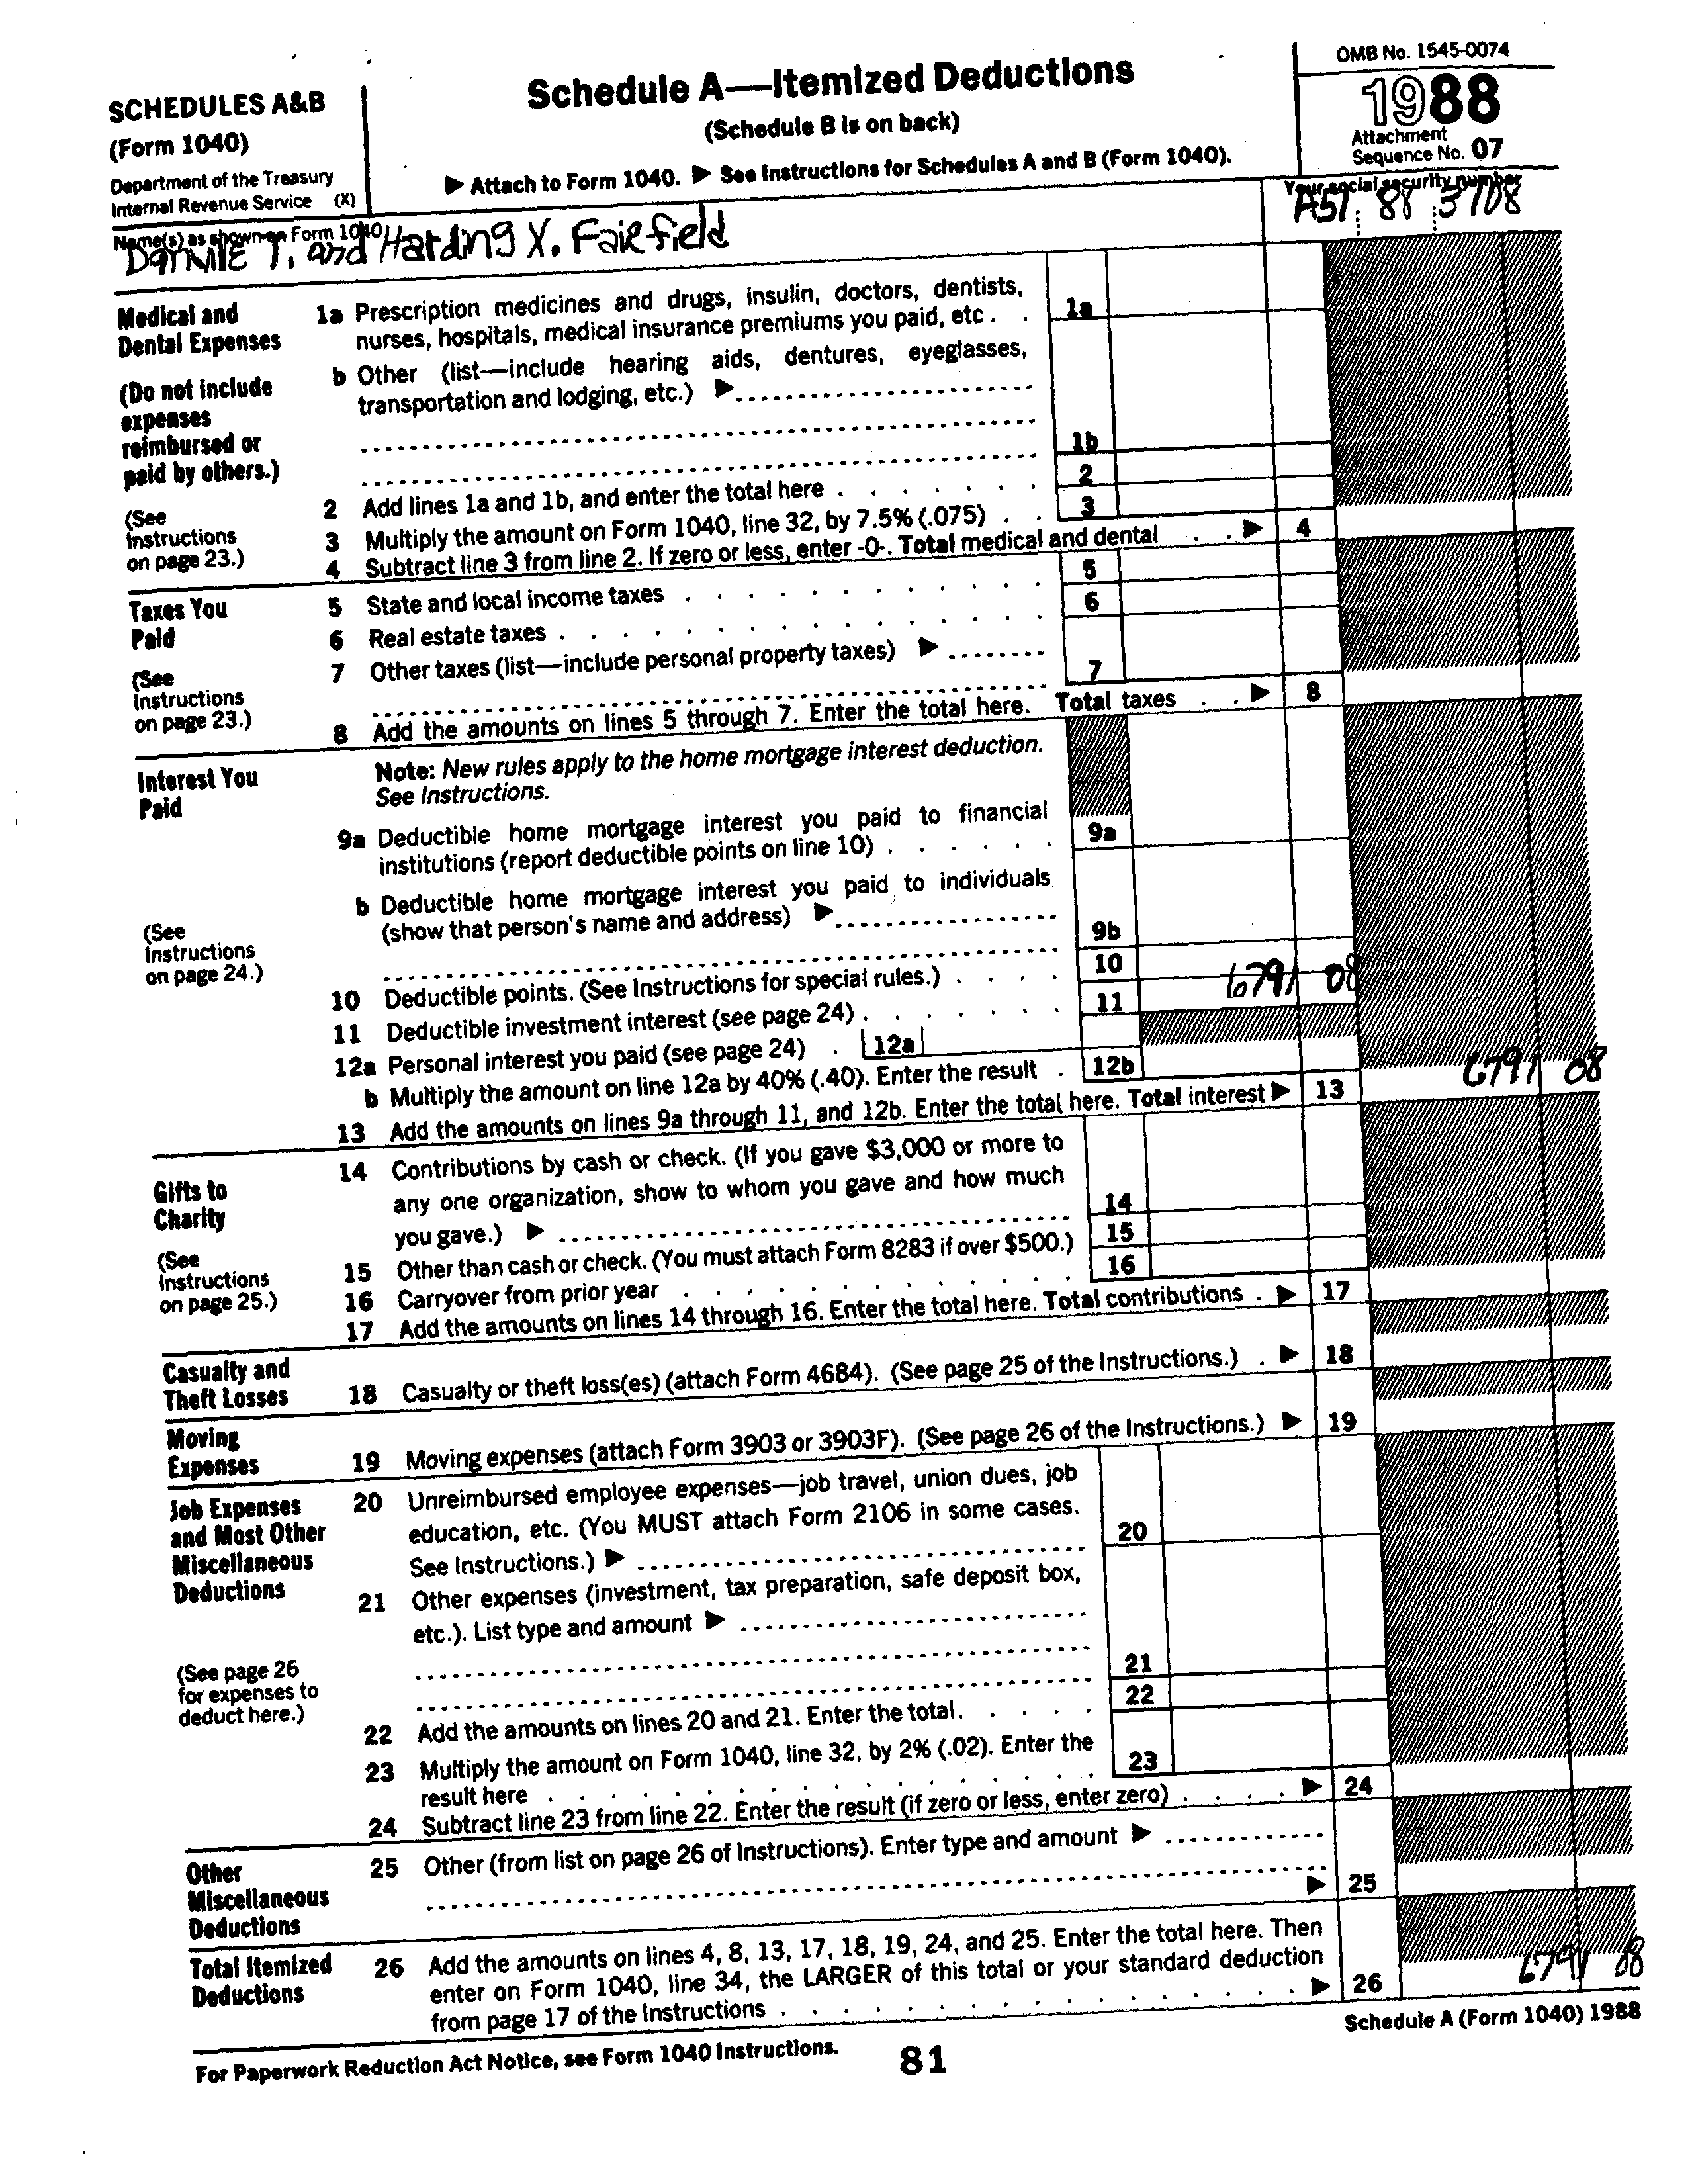 SCHEDULES A&B
(Form 1040)
Department of the Treasury
Internal Revenue Service (X)
Schedule A—Itemized Deductions
(Schedule B is on back)
▶ Attach to Form 1040. ▶ See Instructions for Schedules A and B (Form 1040).
OMB No. 1545-0074
1988
Attachment
Sequence No. 07
Name(s) as shown on Form 1040
Danville T. and Harding X. Fairfield
Your social security number
A51 88 3708
Medical and
Dental Expenses
(Do not include
expenses
reimbursed or
paid by others.)
(See
Instructions
on page 23.)
1a Prescription medicines and drugs, insulin, doctors, dentists,
nurses, hospitals, medical insurance premiums you paid, etc . . 1a
b Other (list—include hearing aids, dentures, eyeglasses,
transportation and lodging, etc.) ▶
1b
2 Add lines 1a and 1b, and enter the total here . . . . . . . 2
3 Multiply the amount on Form 1040, line 32, by 7.5% (.075) . . 3
4 Subtract line 3 from line 2. If zero or less, enter -0-. Total medical and dental . . ▶ 4
Taxes You
Paid
(See
Instructions
on page 23.)
5 State and local income taxes . . . . . . . . . . . 5
6 Real estate taxes . . . . . . . . . . . . . . 6
7 Other taxes (list—include personal property taxes) ▶
7
8 Add the amounts on lines 5 through 7. Enter the total here. Total taxes . . ▶ 8
Interest You
Paid
(See
Instructions
on page 24.)
Note: New rules apply to the home mortgage interest deduction.
See Instructions.
9a Deductible home mortgage interest you paid to financial
institutions (report deductible points on line 10) . . . . . . 9a
b Deductible home mortgage interest you paid to individuals
(show that person's name and address) ▶
9b
10 Deductible points. (See Instructions for special rules.) . . . . 10
11 Deductible investment interest (see page 24) . . . . . . . 11 6791 08
12a Personal interest you paid (see page 24) . 12a
b Multiply the amount on line 12a by 40% (.40). Enter the result . 12b
13 Add the amounts on lines 9a through 11, and 12b. Enter the total here. Total interest ▶ 13 6791 08
Gifts to
Charity
(See
Instructions
on page 25.)
14 Contributions by cash or check. (If you gave $3,000 or more to
any one organization, show to whom you gave and how much
you gave.) ▶ 14
15 Other than cash or check. (You must attach Form 8283 if over $500.) 15
16 Carryover from prior year . . . . . . . . . . . . 16
17 Add the amounts on lines 14 through 16. Enter the total here. Total contributions . ▶ 17
Casualty and
Theft Losses
18 Casualty or theft loss(es) (attach Form 4684). (See page 25 of the Instructions.) . ▶ 18
Moving
Expenses
19 Moving expenses (attach Form 3903 or 3903F). (See page 26 of the Instructions.) ▶ 19
Job Expenses
and Most Other
Miscellaneous
Deductions
(See page 26
for expenses to
deduct here.)
20 Unreimbursed employee expenses—job travel, union dues, job
education, etc. (You MUST attach Form 2106 in some cases.
See Instructions.) ▶ 20
21 Other expenses (investment, tax preparation, safe deposit box,
etc.). List type and amount ▶
21
22 Add the amounts on lines 20 and 21. Enter the total. . . . . 22
23 Multiply the amount on Form 1040, line 32, by 2% (.02). Enter the
result here . . . . . . . . . . . . . . . . . 23
24 Subtract line 23 from line 22. Enter the result (if zero or less, enter zero) . . . . ▶ 24
Other
Miscellaneous
Deductions
25 Other (from list on page 26 of Instructions). Enter type and amount ▶
▶ 25
Total Itemized
Deductions
26 Add the amounts on lines 4, 8, 13, 17, 18, 19, 24, and 25. Enter the total here. Then
enter on Form 1040, line 34, the LARGER of this total or your standard deduction
from page 17 of the Instructions . . . . . . . . . . . . . . . . ▶ 26 6791 08
For Paperwork Reduction Act Notice, see Form 1040 Instructions.
81
Schedule A (Form 1040) 1988